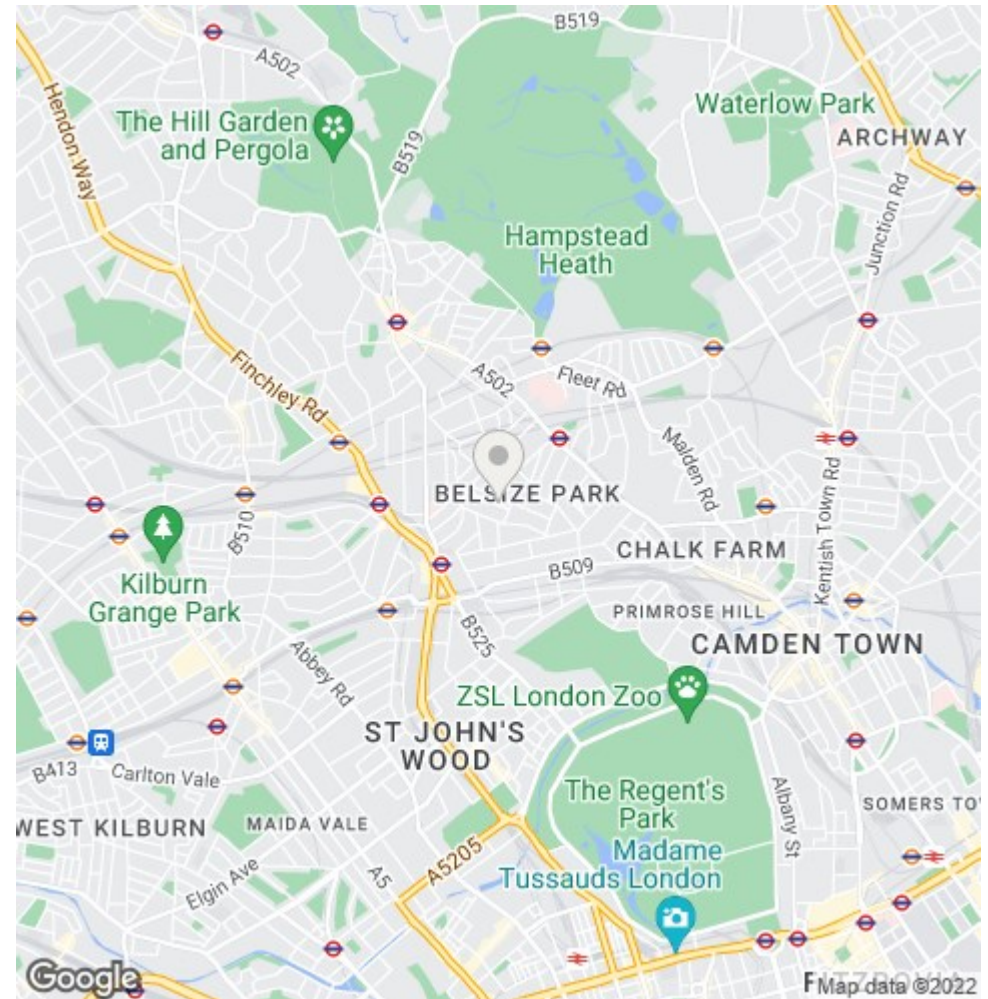 B519
A502
Hendon Way
The Hill Garden
and Pergola
B519
Waterlow Park
ARCHWAY
Junction Rd
Hampstead
Heath
Finchley Rd
A502
Fleet Rd
Malden Rd
Kentish Town Rd
BELSIZE PARK
B510
CHALK FARM
B509
Kilburn
Grange Park
PRIMROSE HILL
B525
CAMDEN TOWN
Abbey Rd
ZSL London Zoo
ST JOHN'S
WOOD
B413
Carlton Vale
The Regent's
Park
Albany St
SOMERS TO
WEST KILBURN
MAIDA VALE
Madame
Tussauds London
A5205
Elgin Ave
A5
Google
Map data ©2022